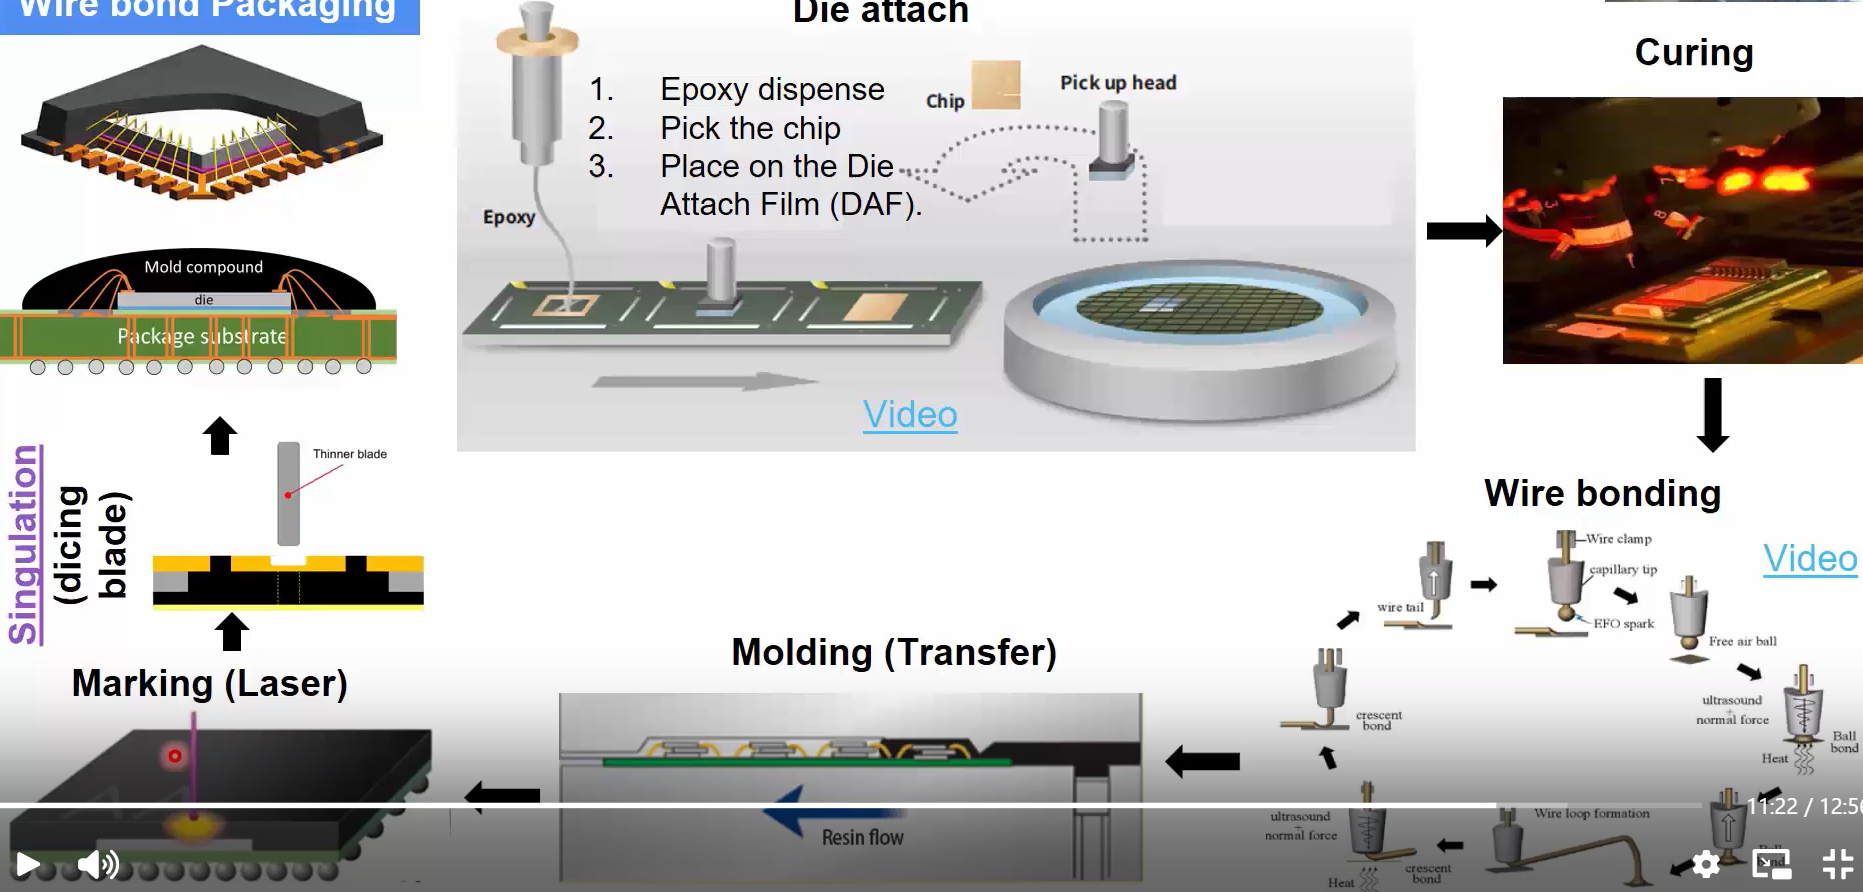 Wire bond Packaging
Die attach
1. Epoxy dispense
2. Pick the chip
3. Place on the Die
Attach Film (DAF).
Chip
Pick up head
Epoxy
Video
Curing
Mold compound
die
Package substrate
Singulation
(dicing
blade)
Thinner blade
Wire bonding
Video
Wire clamp
capillary tip
EFO spark
wire tail
Free air ball
ultrasound
+
normal force
Ball
bond
Heat
crescent
bond
Molding (Transfer)
Marking (Laser)
Resin flow
ultrasound
+
normal force
Heat
crescent
bond
Wire loop formation
Ball
bond
11:22 / 12:56